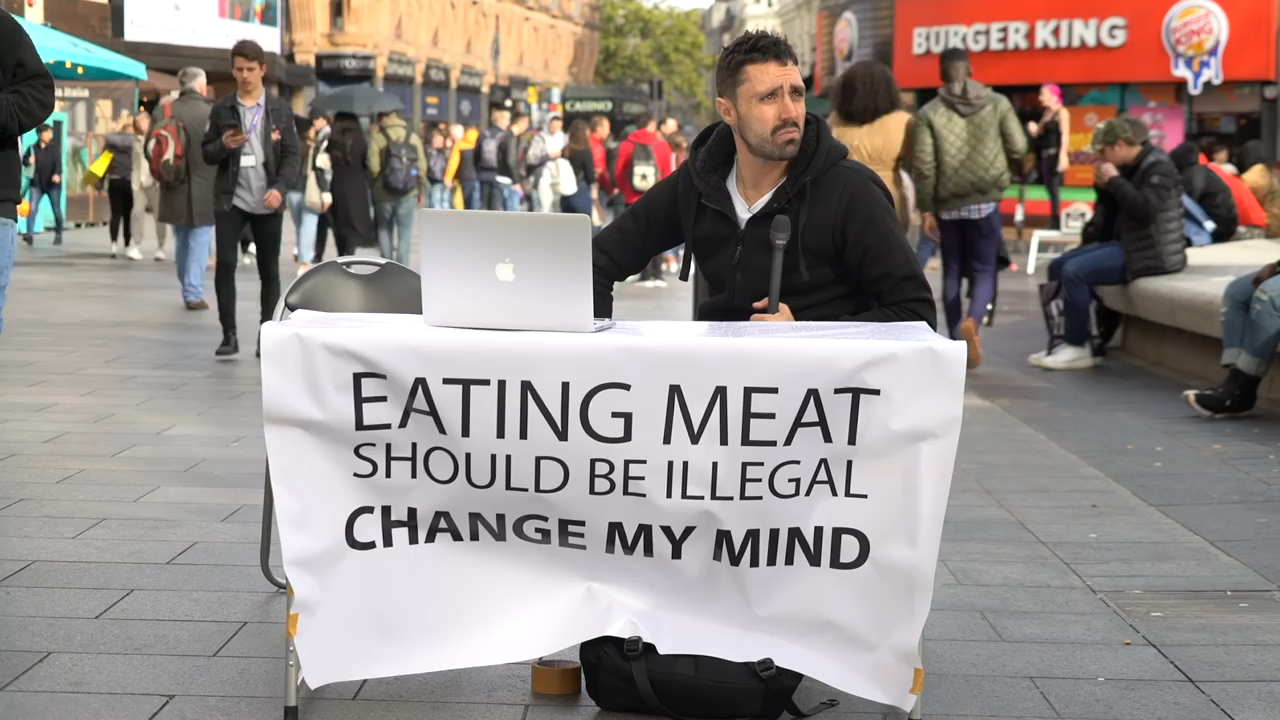 BURGER KING
CASINO
EATING MEAT
SHOULD BE ILLEGAL
CHANGE MY MIND